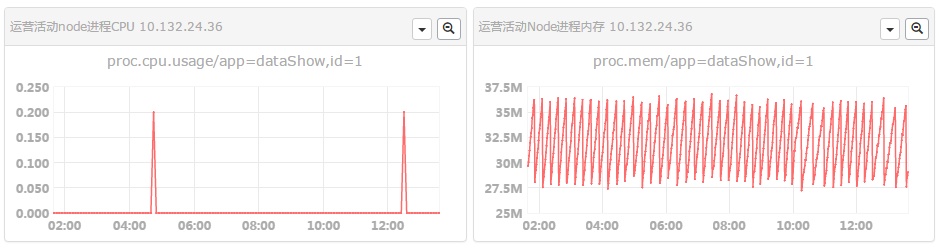 运营活动node进程CPU 10.132.24.36
proc.cpu.usage/app=dataShow,id=1
0.250
0.200
0.150
0.100
0.050
0.000
02:00 04:00 06:00 08:00 10:00 12:00
运营活动Node进程内存 10.132.24.36
proc.mem/app=dataShow,id=1
37.5M
35M
32.5M
30M
27.5M
25M
02:00 04:00 06:00 08:00 10:00 12:00